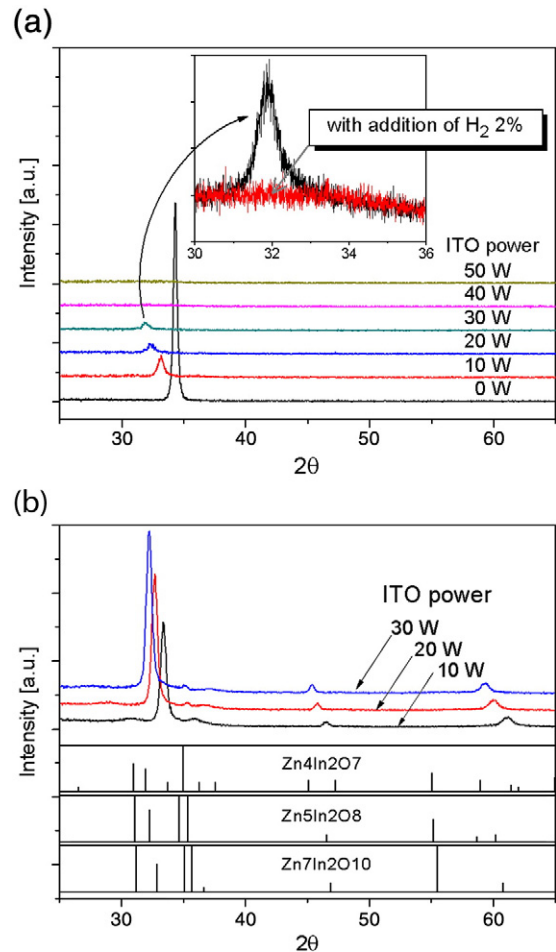 (a)
with addition of H₂ 2%
30 32 34 36
Intensity [a.u.]
ITO power
50 W
40 W
30 W
20 W
10 W
0 W
30 40 50 60
2θ
(b)
Intensity [a.u.]
ITO power
30 W
20 W
10 W
Zn4In2O7
Zn5In2O8
Zn7In2O10
30 40 50 60
2θ